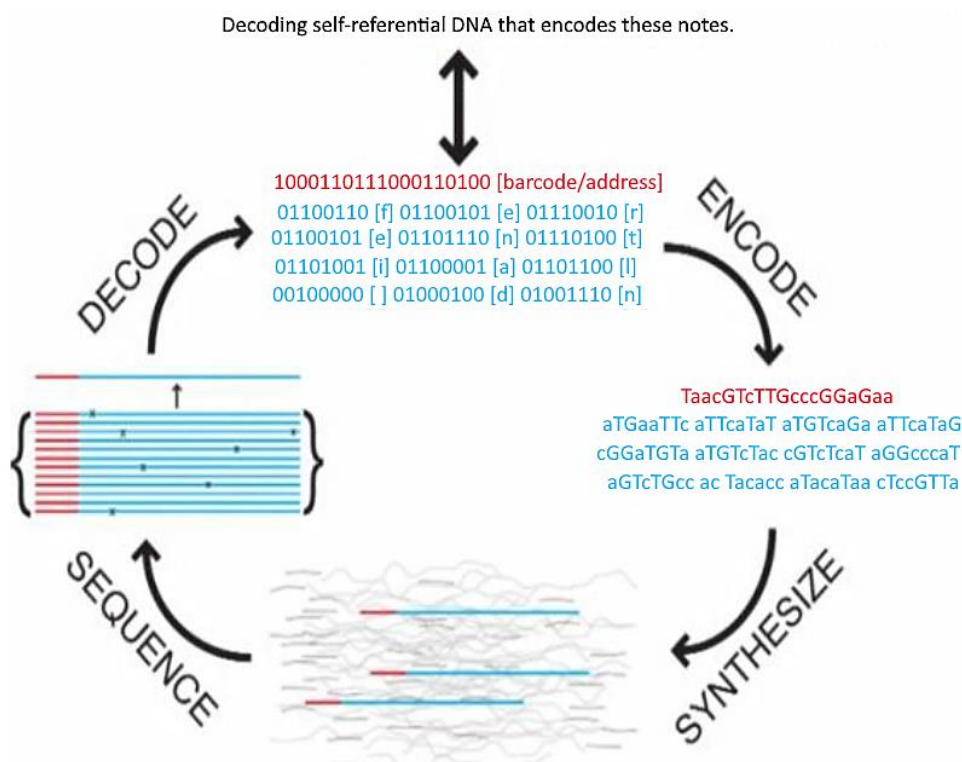 Decoding self-referential DNA that encodes these notes.
1000110111000110100 [barcode/address]
01100110 [f] 01100101 [e] 01110010 [r]
01100101 [e] 01101110 [n] 01110100 [t]
01101001 [i] 01100001 [a] 01101100 [l]
00100000 [ ] 01000100 [d] 01001110 [n]
ENCODE
TaacGTcTTGcccGGaGaa
aTGaaTTc aTTcaTaT aTGTcaGa aTTcaTaG
cGGaTGTa aTGTcTac cGTcTcaT aGGcccaT
aGTcTGcc ac Tacacc aTacaTaa cTccGTTa
SYNTHESIZE
SEQUENCE
DECODE